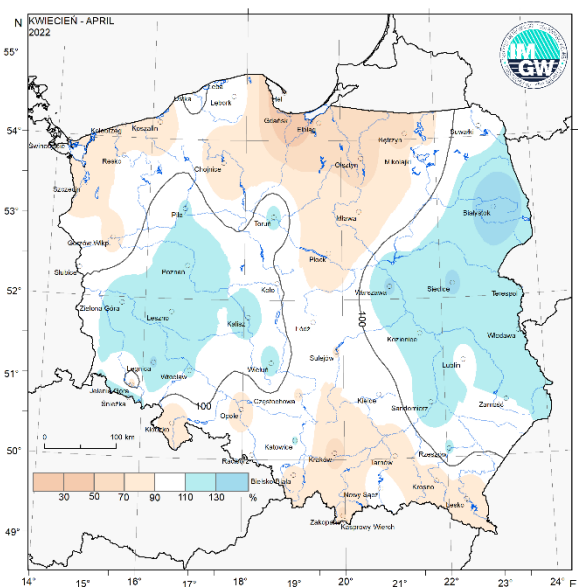 N
KWIECIEŃ - APRIL
2022
IM
GW
55°
54°
53°
52°
51°
50°
49°
Łeba
Ustka
Lębork
Hel
Gdańsk
Elbląg
Suwałki
Kołobrzeg
Koszalin
Kętrzyn
Świnoujście
Resko
Chojnice
Olsztyn
Mikołajki
Szczecin
Białystok
Piła
Toruń
Mława
Gorzów Wlkp.
Płock
Słubice
Poznań
Koło
Warszawa
Siedlce
Terespol
Zielona Góra
Leszno
Kalisz
Łódź
100
Kozienice
Włodawa
Sulejów
Legnica
Wrocław
Wieluń
Lublin
Jelenia Góra
Śnieżka
100
Częstochowa
Kielce
Sandomierz
Zamość
Opole
Kłodzko
Katowice
Racibórz
Kraków
Tarnów
Rzeszów
Bielsko-Biała
Nowy Sącz
Krosno
Lesko
Zakopane
Kasprowy Wierch
0
100 km
30
50
70
90
110
130
%
14°
15°
16°
17°
18°
19°
20°
21°
22°
23°
24°
E